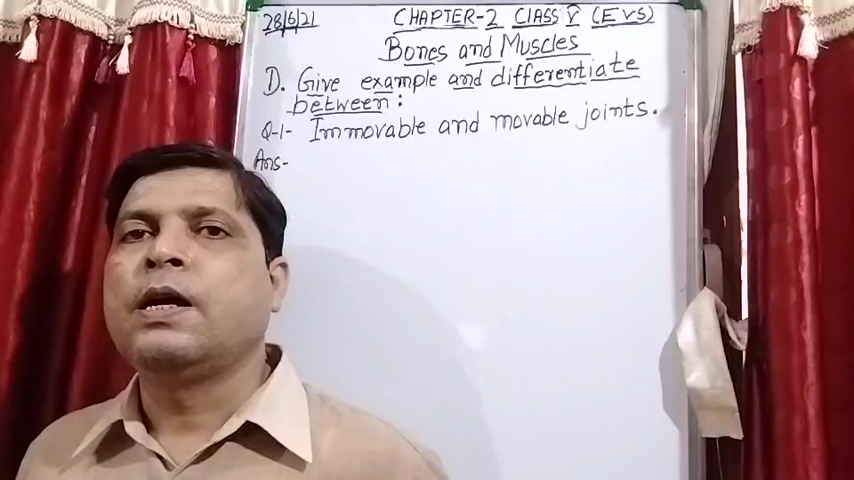 28/6/21
CHAPTER-2 CLASS V (EVS)
Bones and Muscles
D. Give example and differentiate
between :
Q-1- Immovable and movable joints.
Ans-